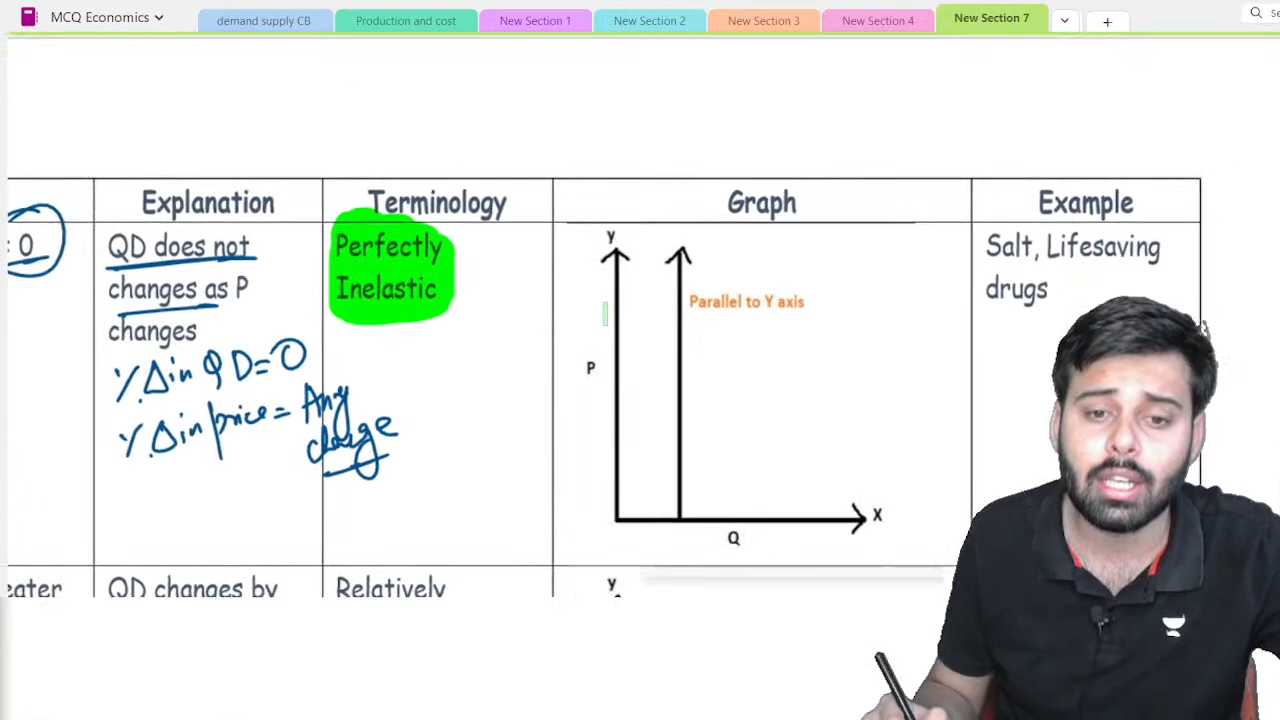 MCQ Economics
demand supply CB
Production and cost
New Section 1
New Section 2
New Section 3
New Section 4
New Section 7
Explanation
Terminology
Graph
Example
= 0
QD does not
changes as P
changes
% Δ in QD = 0
% Δ in price = Any
change
Perfectly
Inelastic
y
P
Parallel to Y axis
X
Q
Salt, Lifesaving
drugs
eater
QD changes by
Relatively
y